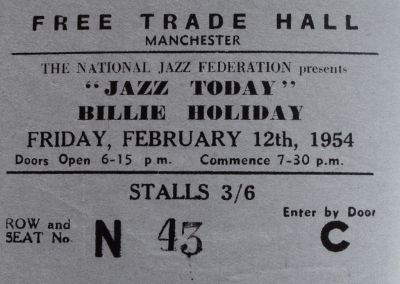 FREE TRADE HALL
MANCHESTER
THE NATIONAL JAZZ FEDERATION presents
"JAZZ TODAY"
BILLIE HOLIDAY
FRIDAY, FEBRUARY 12th, 1954
Doors Open 6-15 p.m. Commence 7-30 p.m.
STALLS 3/6
ROW and
SEAT No. N 43
Enter by Door
C